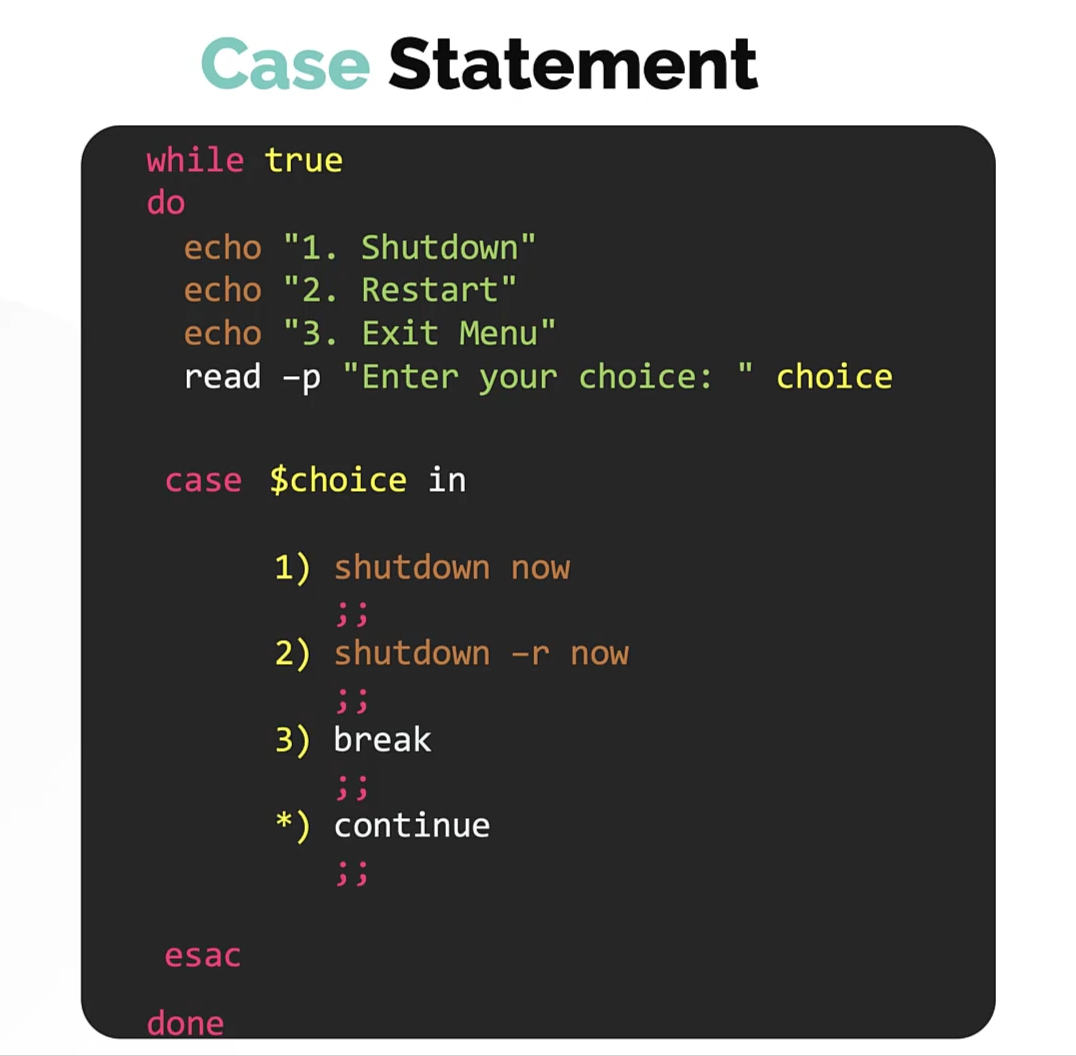 Case Statement
while true
do
echo "1. Shutdown"
echo "2. Restart"
echo "3. Exit Menu"
read –p "Enter your choice: " choice
case $choice in
1) shutdown now
;;
2) shutdown –r now
;;
3) break
;;
*) continue
;;
esac
done